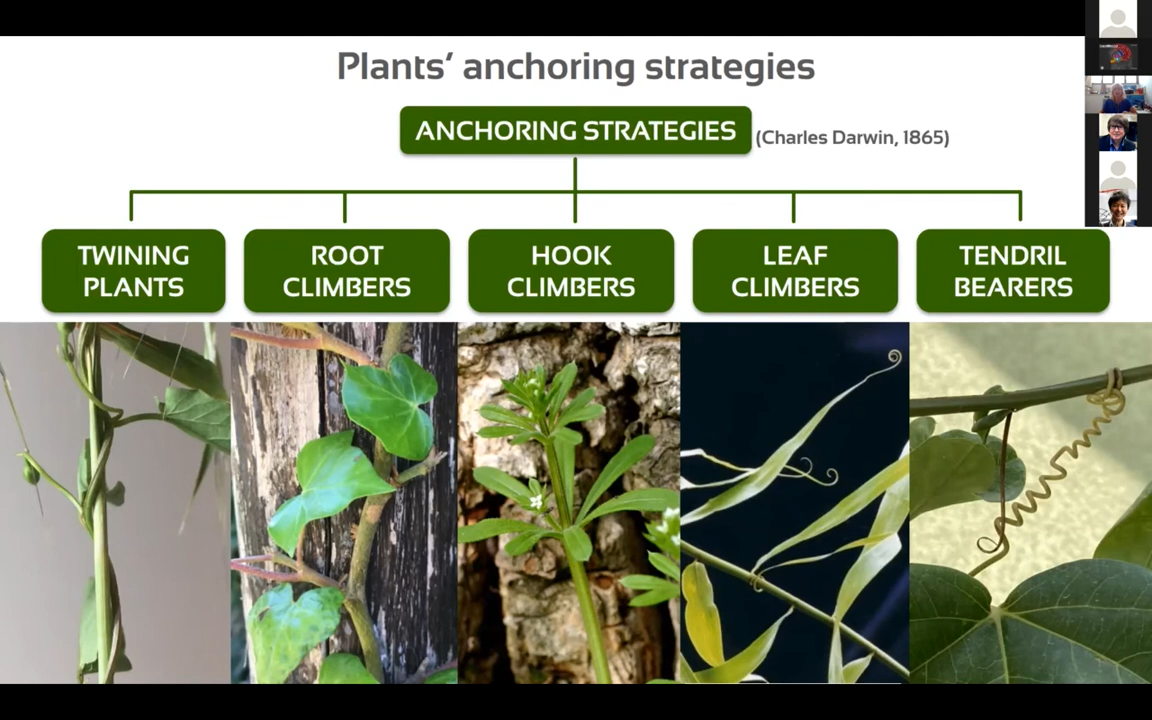 Plants’ anchoring strategies
ANCHORING STRATEGIES
(Charles Darwin, 1865)
TWINING
PLANTS
ROOT
CLIMBERS
HOOK
CLIMBERS
LEAF
CLIMBERS
TENDRIL
BEARERS